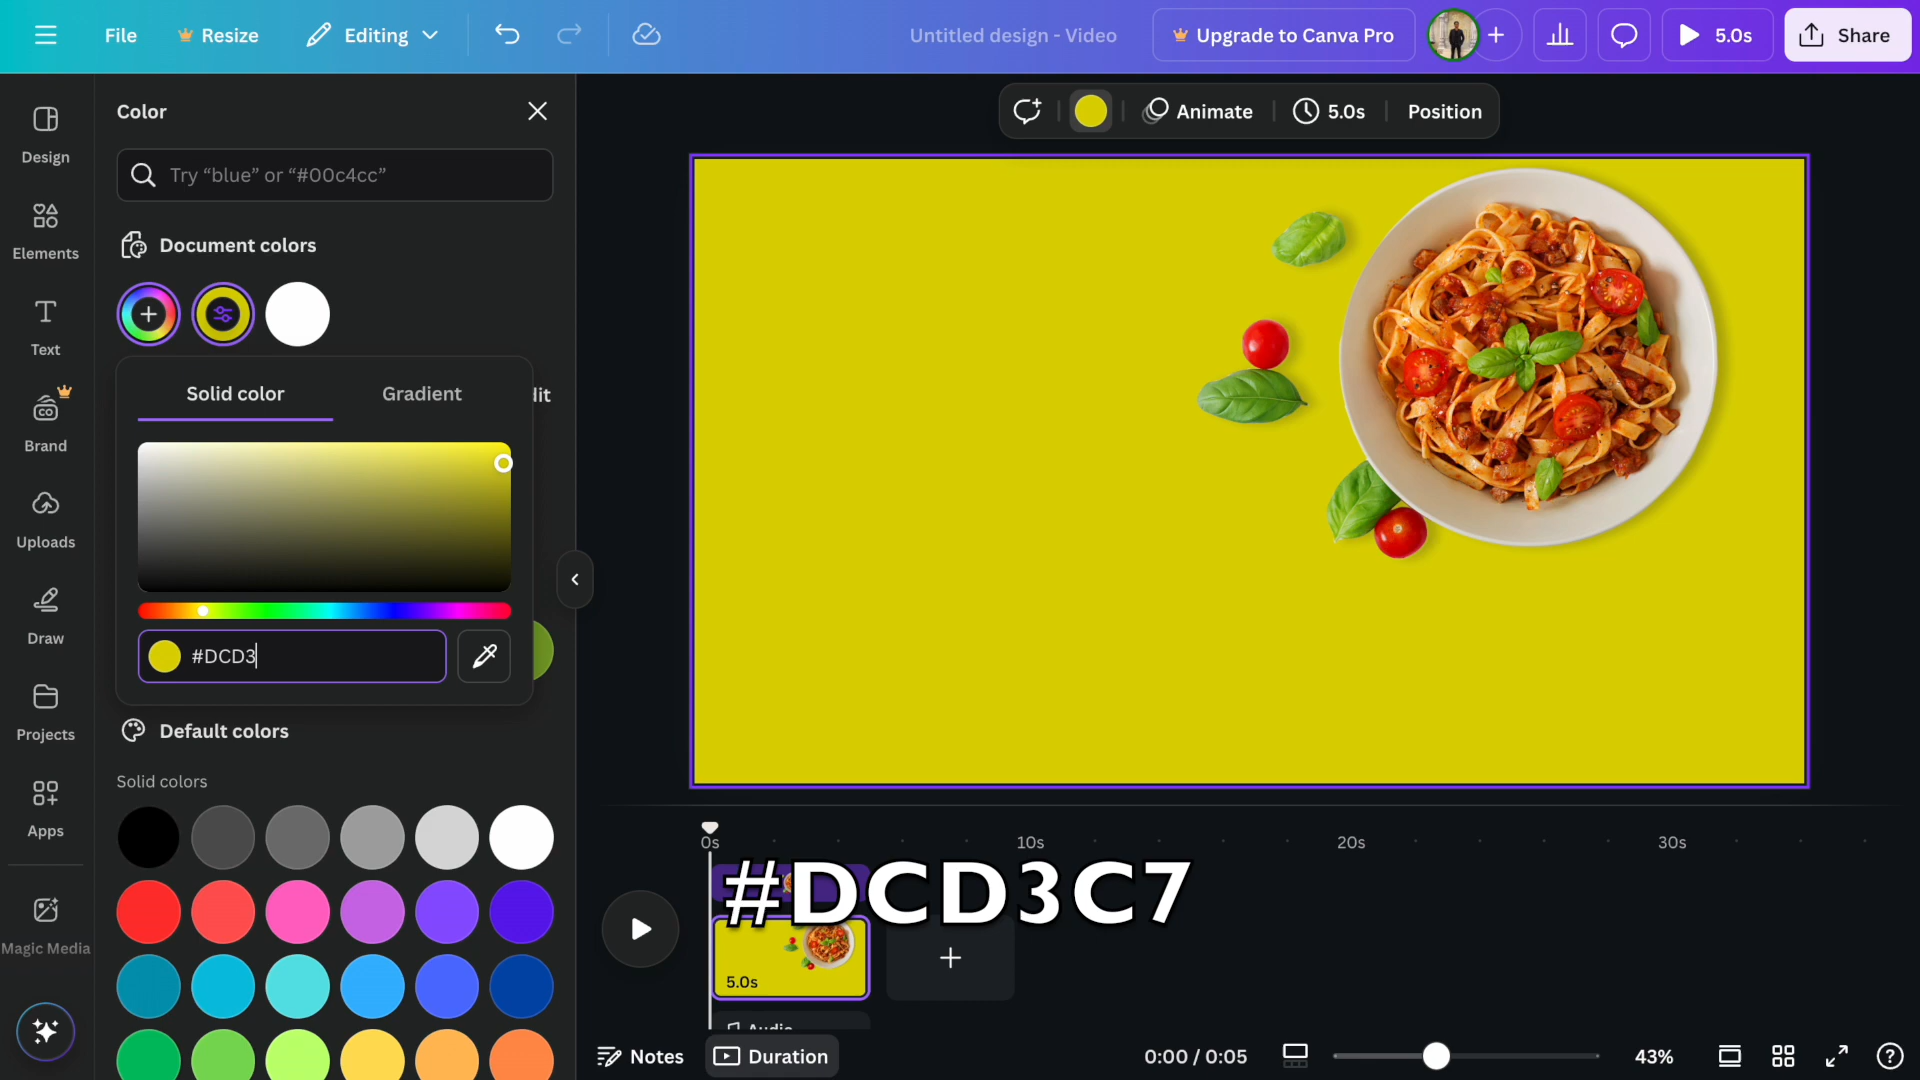 File
Resize
Editing
Untitled design - Video
Upgrade to Canva Pro
5.0s
Share
Design
Elements
Text
Brand
Uploads
Draw
Projects
Apps
Magic Media
Color
Try “blue” or “#00c4cc”
Document colors
Solid color
Gradient
dit
#DCD3
Default colors
Solid colors
Animate
5.0s
Position
0s
10s
20s
30s
#DCD3C7
5.0s
Audio
Notes
Duration
0:00 / 0:05
43%